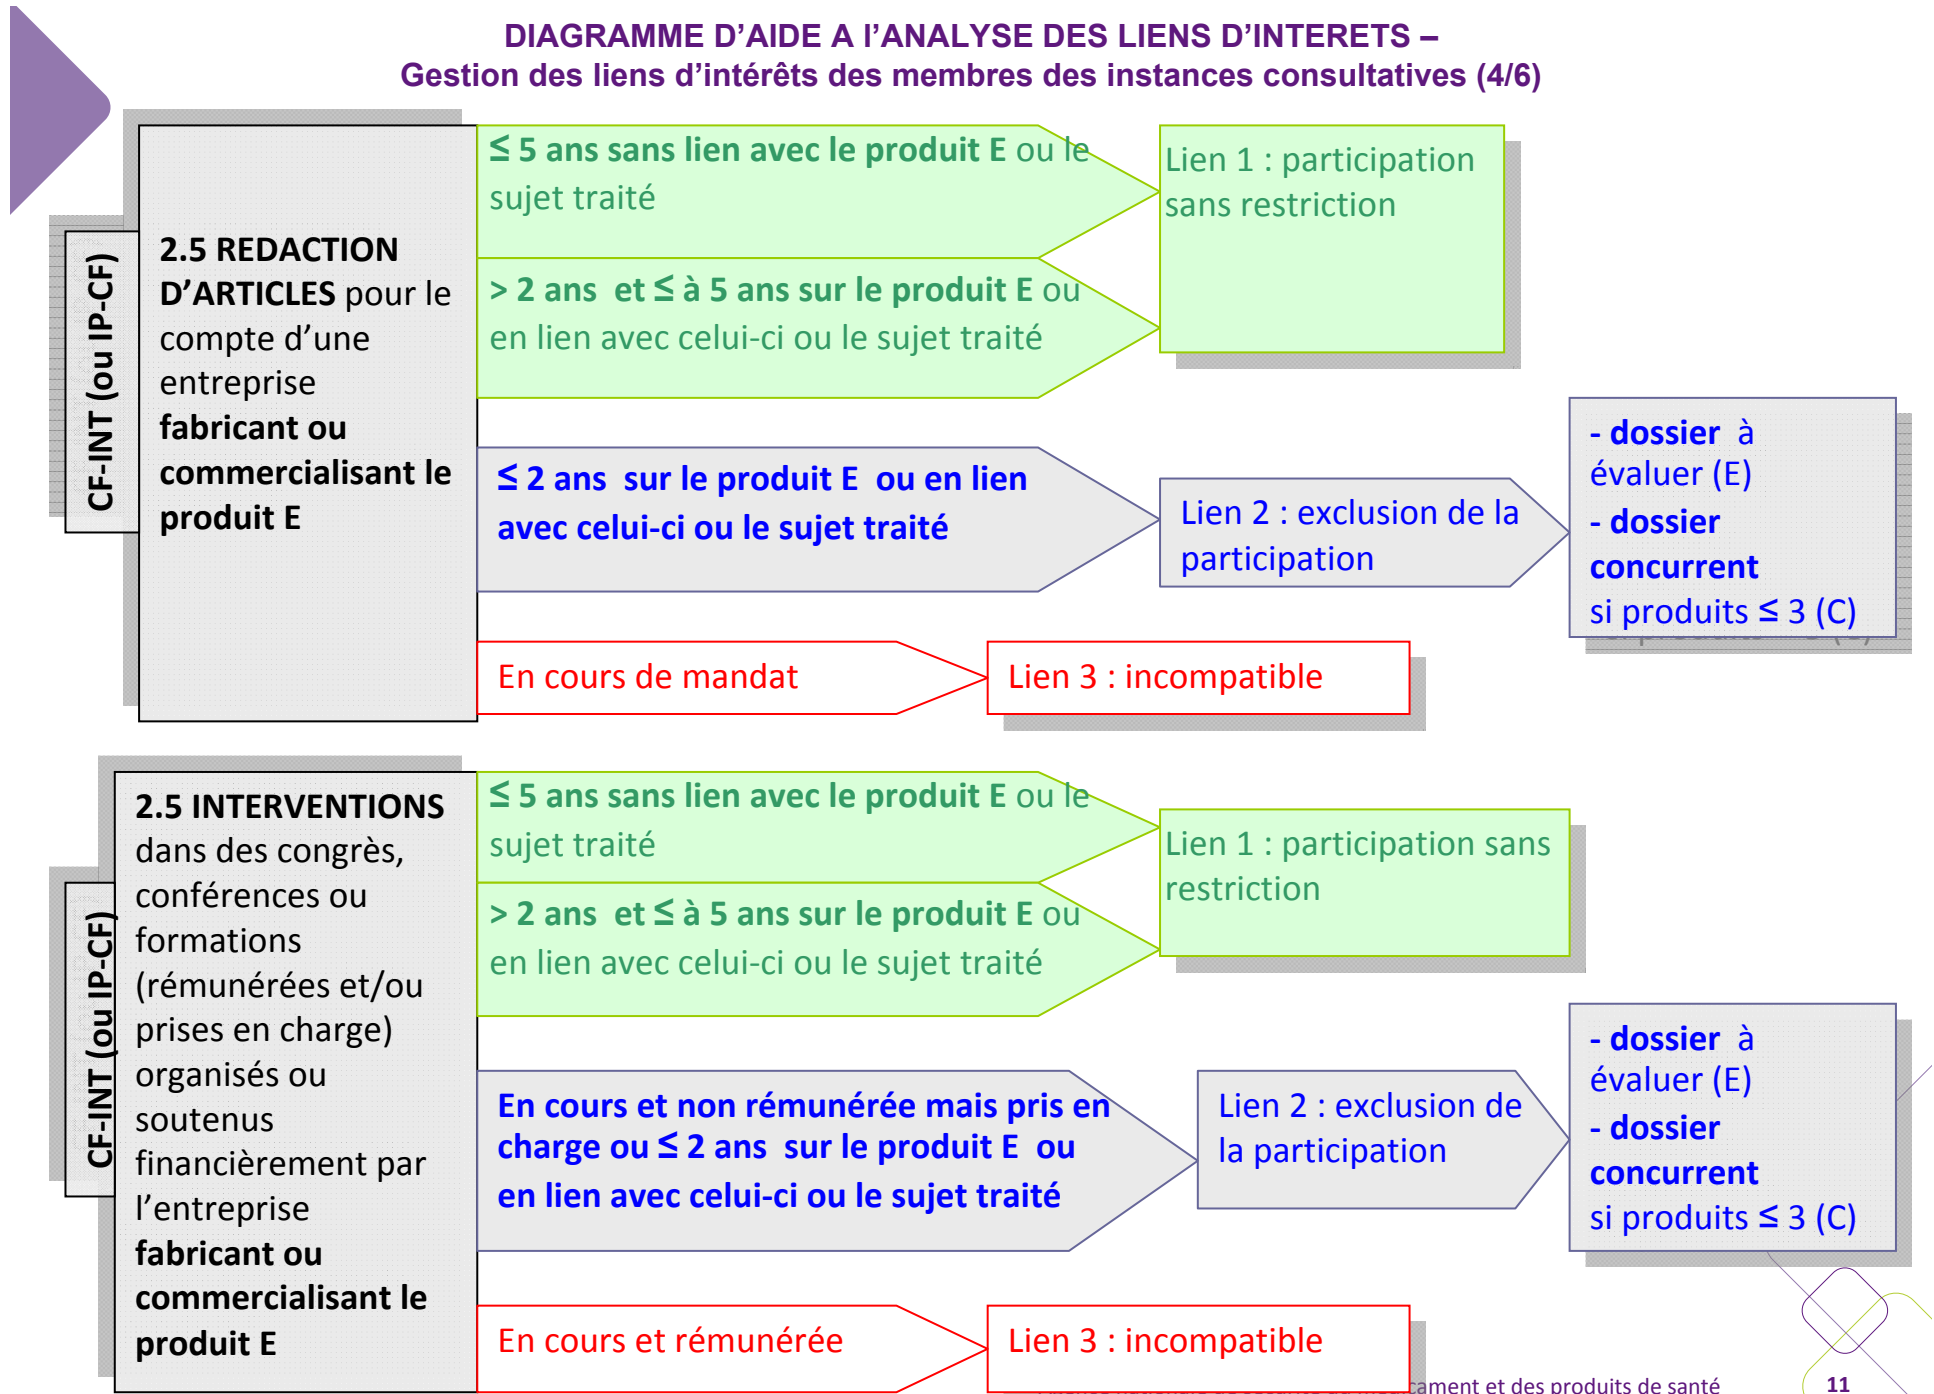 DIAGRAMME D’AIDE A l’ANALYSE DES LIENS D’INTERETS –
Gestion des liens d’intérêts des membres des instances consultatives (4/6)
CF-INT (ou IP-CF)
2.5 REDACTION
D’ARTICLES pour le
compte d’une
entreprise
fabricant ou
commercialisant le
produit E
≤ 5 ans sans lien avec le produit E ou le
sujet traité
> 2 ans et ≤ à 5 ans sur le produit E ou
en lien avec celui-ci ou le sujet traité
Lien 1 : participation
sans restriction
≤ 2 ans sur le produit E ou en lien
avec celui-ci ou le sujet traité
Lien 2 : exclusion de la
participation
- dossier à
évaluer (E)
- dossier
concurrent
si produits ≤ 3 (C)
En cours de mandat
Lien 3 : incompatible
CF-INT (ou IP-CF)
2.5 INTERVENTIONS
dans des congrès,
conférences ou
formations
(rémunérées et/ou
prises en charge)
organisés ou
soutenus
financièrement par
l’entreprise
fabricant ou
commercialisant le
produit E
≤ 5 ans sans lien avec le produit E ou le
sujet traité
> 2 ans et ≤ à 5 ans sur le produit E ou
en lien avec celui-ci ou le sujet traité
Lien 1 : participation sans
restriction
En cours et non rémunérée mais pris en
charge ou ≤ 2 ans sur le produit E ou
en lien avec celui-ci ou le sujet traité
Lien 2 : exclusion de
la participation
- dossier à
évaluer (E)
- dossier
concurrent
si produits ≤ 3 (C)
En cours et rémunérée
Lien 3 : incompatible
et des produits de santé
11